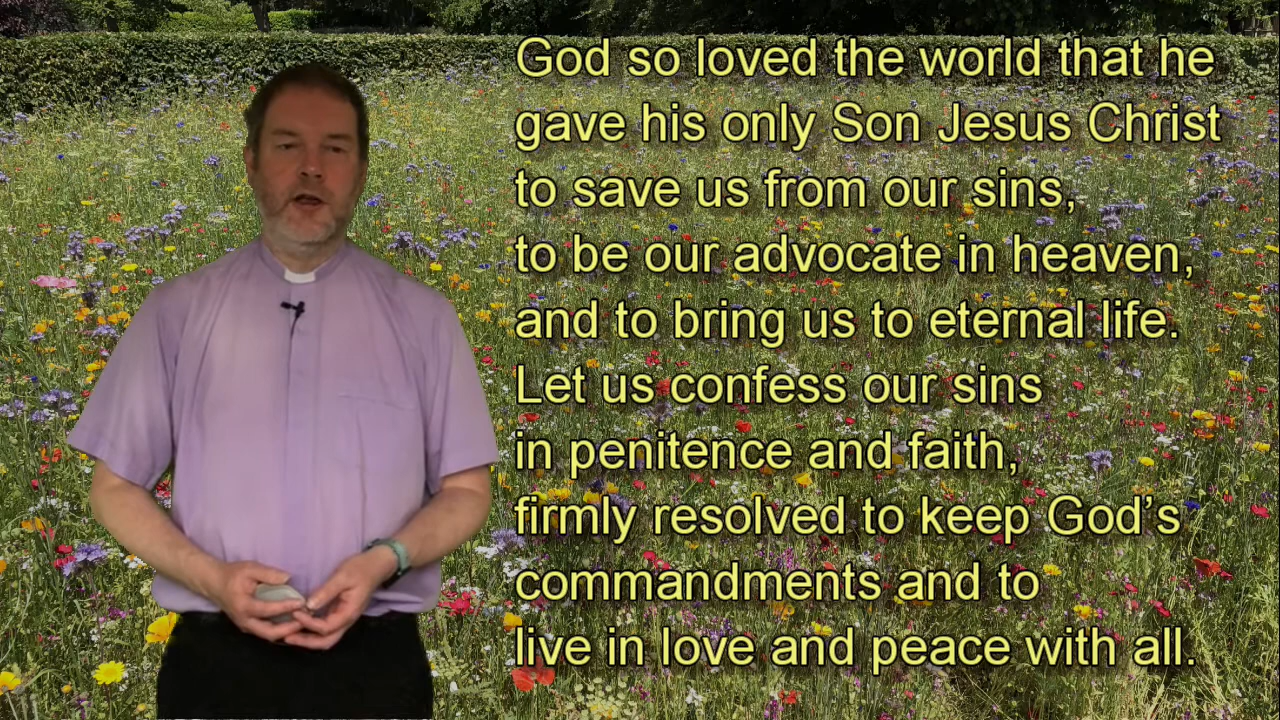 God so loved the world that he
gave his only Son Jesus Christ
to save us from our sins,
to be our advocate in heaven,
and to bring us to eternal life.
Let us confess our sins
in penitence and faith,
firmly resolved to keep God’s
commandments and to
live in love and peace with all.